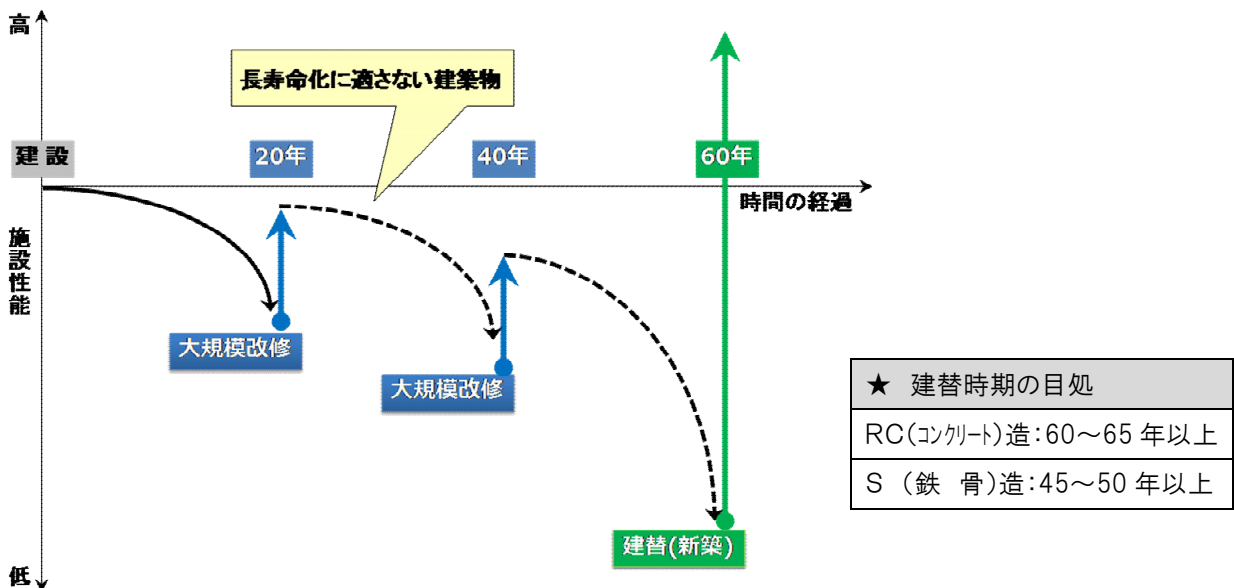 高
長寿命化に適さない建築物
建 設
20年
40年
60年
時間の経過
施設性能
大規模改修
大規模改修
建替(新築)
低
★ 建替時期の目処
RC(ｺﾝｸﾘｰﾄ)造:60～65 年以上
S (鉄 骨)造:45～50 年以上